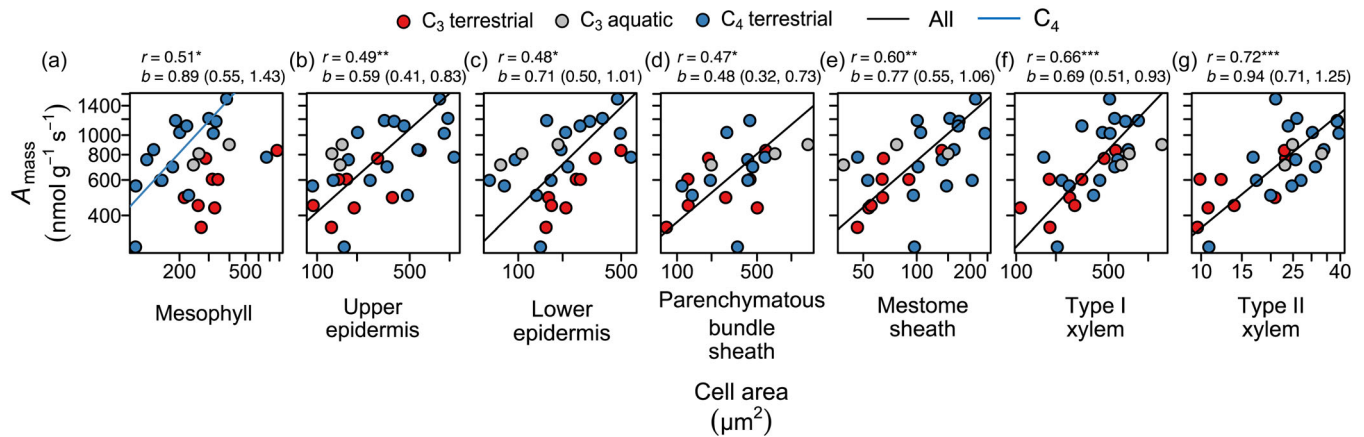 C3 terrestrial C3 aquatic C4 terrestrial All C4
(a) r = 0.51*
b = 0.89 (0.55, 1.43)
(b) r = 0.49**
b = 0.59 (0.41, 0.83)
(c) r = 0.48*
b = 0.71 (0.50, 1.01)
(d) r = 0.47*
b = 0.48 (0.32, 0.73)
(e) r = 0.60**
b = 0.77 (0.55, 1.06)
(f) r = 0.66***
b = 0.69 (0.51, 0.93)
(g) r = 0.72***
b = 0.94 (0.71, 1.25)
Amass
(nmol g⁻¹ s⁻¹)
1400
1000
800
600
400
200 500
Mesophyll
100 500
Upper
epidermis
100 500
Lower
epidermis
100 500
Parenchymatous
bundle
sheath
50 100 200
Mestome
sheath
100 500
Type I
xylem
10 15 25 40
Type II
xylem
Cell area
(µm²)